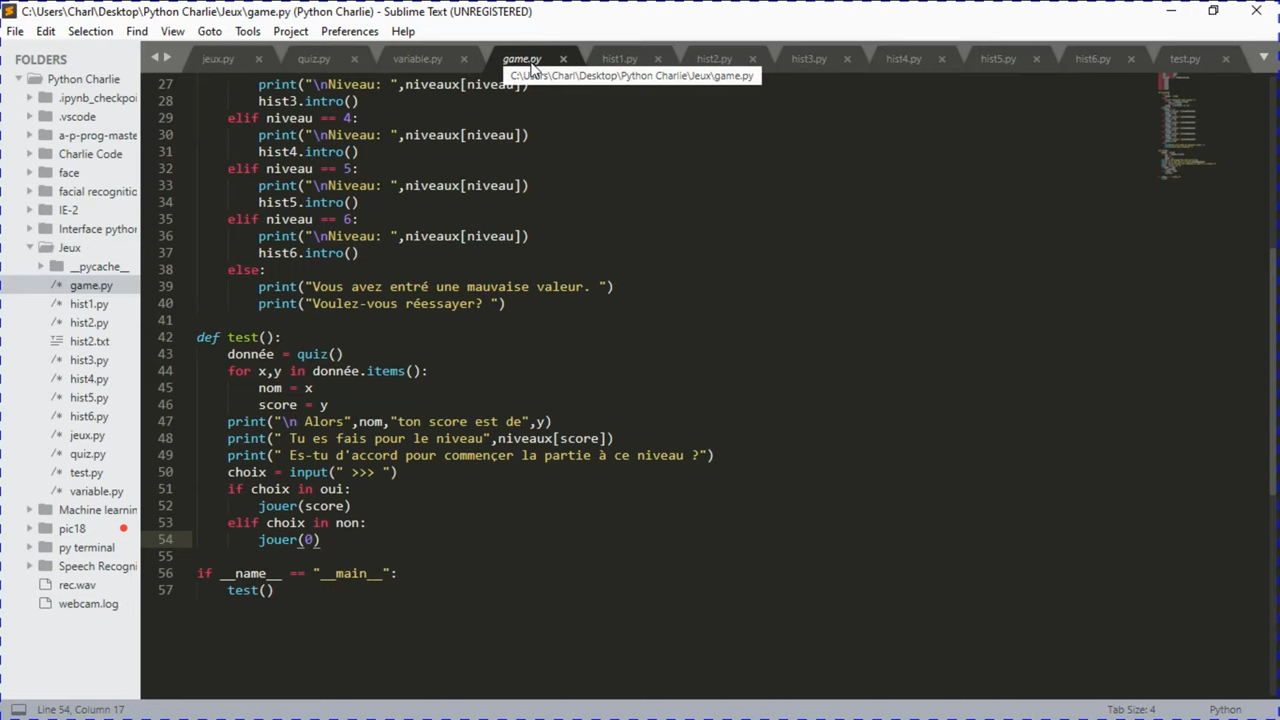 C:\Users\Charl\Desktop\Python Charlie\Jeux\game.py (Python Charlie) - Sublime Text (UNREGISTERED)
File Edit Selection Find View Goto Tools Project Preferences Help
FOLDERS
Python Charlie
.ipynb_checkpoi
.vscode
a-p-prog-maste
Charlie Code
face
facial recognitio
IE-2
Interface python
Jeux
__pycache__
/* game.py
/* hist1.py
/* hist2.py
hist2.txt
/* hist3.py
/* hist4.py
/* hist5.py
/* hist6.py
/* jeux.py
/* quiz.py
/* test.py
/* variable.py
Machine learnin
pic18
py terminal
Speech Recogni
rec.wav
webcam.log
jeux.py quiz.py variable.py game.py hist1.py hist2.py hist3.py hist4.py hist5.py hist6.py test.py
C:\Users\Charl\Desktop\Python Charlie\Jeux\game.py
27 print("\nNiveau: ",niveaux[niveau])
28 hist3.intro()
29 elif niveau == 4:
30 print("\nNiveau: ",niveaux[niveau])
31 hist4.intro()
32 elif niveau == 5:
33 print("\nNiveau: ",niveaux[niveau])
34 hist5.intro()
35 elif niveau == 6:
36 print("\nNiveau: ",niveaux[niveau])
37 hist6.intro()
38 else:
39 print("Vous avez entré une mauvaise valeur. ")
40 print("Voulez-vous réessayer? ")
41
42 def test():
43 donnée = quiz()
44 for x,y in donnée.items():
45 nom = x
46 score = y
47 print("\n Alors",nom,"ton score est de",y)
48 print(" Tu es fais pour le niveau",niveaux[score])
49 print(" Es-tu d'accord pour commençer la partie à ce niveau ?")
50 choix = input(" >>> ")
51 if choix in oui:
52 jouer(score)
53 elif choix in non:
54 jouer(0)
55
56 if __name__ == "__main__":
57 test()
Line 54, Column 17
Tab Size: 4
Python